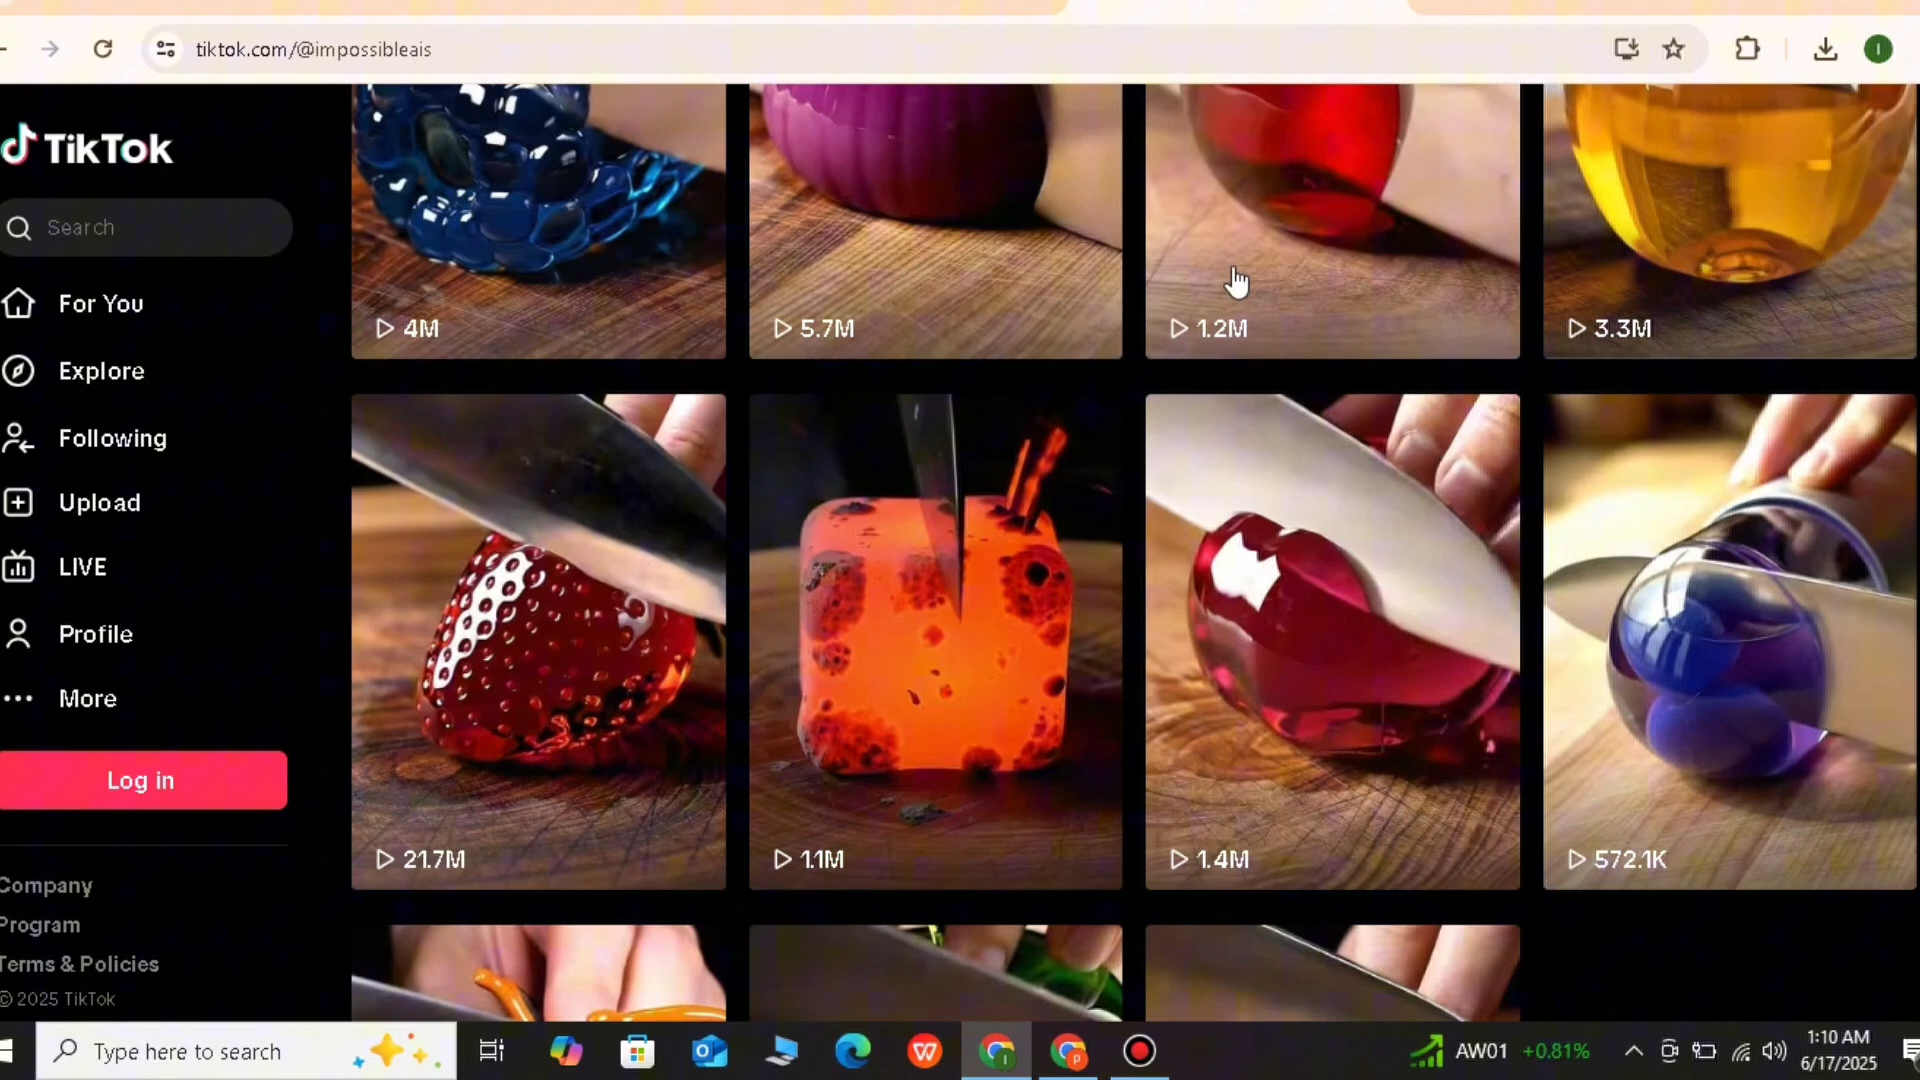 tiktok.com/@impossibleais
I
TikTok
Search
For You
Explore
Following
Upload
LIVE
Profile
More
Log in
Company
Program
Terms & Policies
© 2025 TikTok
4M
5.7M
1.2M
3.3M
21.7M
1.1M
1.4M
572.1K
Type here to search
W
I
P
AW01 +0.81%
1:10 AM
6/17/2025